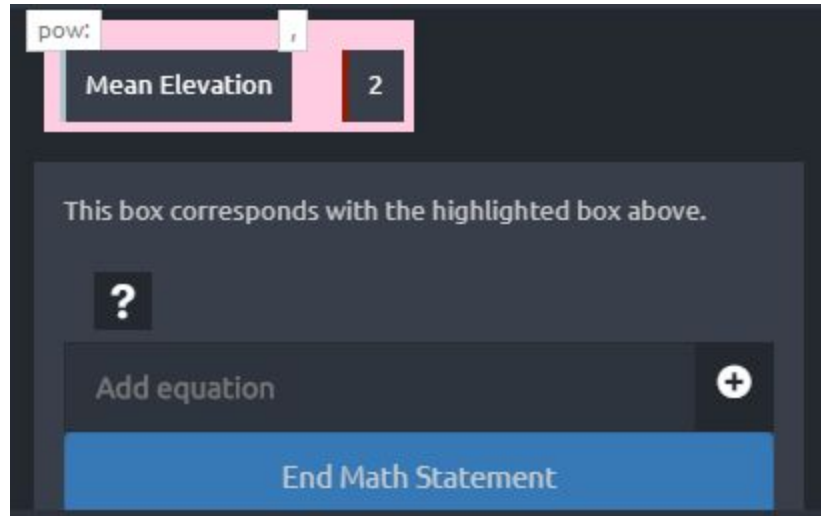 pow: ,
Mean Elevation 2
This box corresponds with the highlighted box above.
?
Add equation
End Math Statement